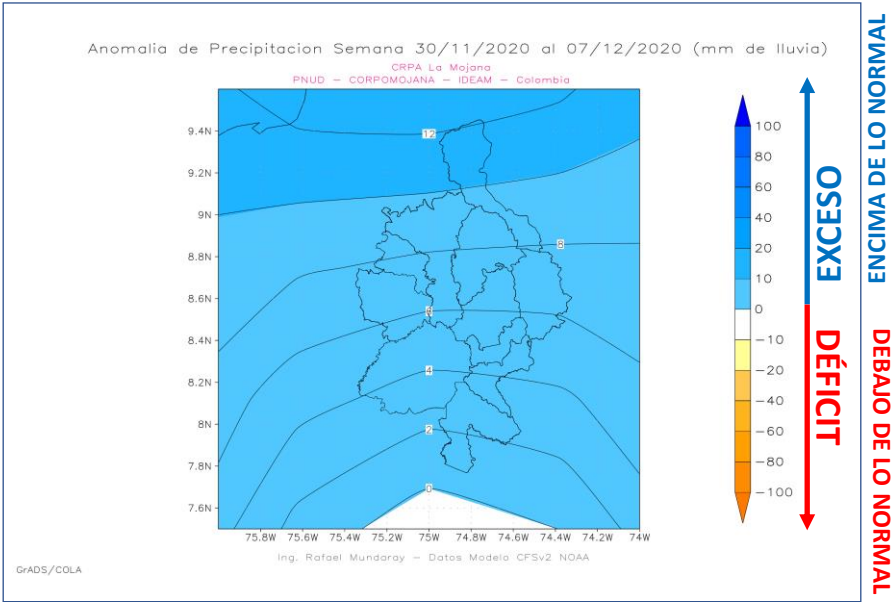 Anomalia de Precipitacion Semana 30/11/2020 al 07/12/2020 (mm de lluvia)
CRPA La Mojana
PNUD – CORPOMOJANA – IDEAM – Colombia
9.4N
9.2N
9N
8.8N
8.6N
8.4N
8.2N
8N
7.8N
7.6N
12
8
6
4
2
0
75.8W 75.6W 75.4W 75.2W 75W 74.8W 74.6W 74.4W 74.2W 74W
Ing. Rafael Mundaray – Datos Modelo CFSv2 NOAA
GrADS/COLA
100
80
60
40
20
10
0
−10
−20
−40
−60
−80
−100
EXCESO
DÉFICIT
ENCIMA DE LO NORMAL
DEBAJO DE LO NORMAL